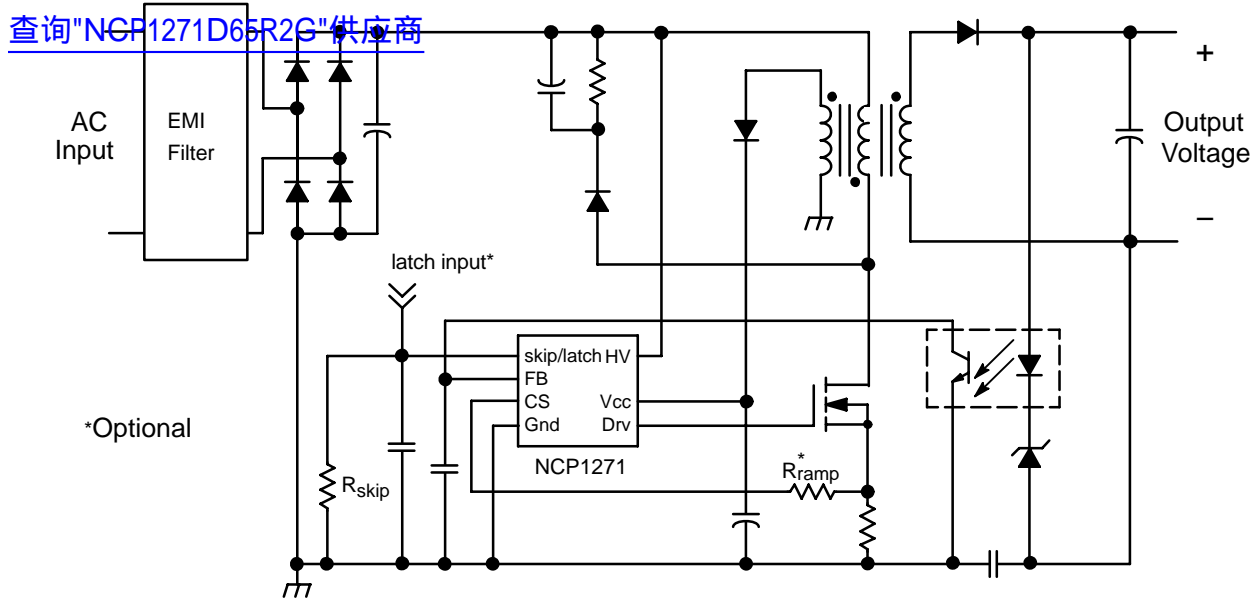 查询"NCP1271D65R2G"供应商
AC
Input
EMI
Filter
+
Output
Voltage
–
latch input*
skip/latch HV
FB
CS
Vcc
Gnd
Drv
NCP1271
*Optional
Rskip
R*ramp